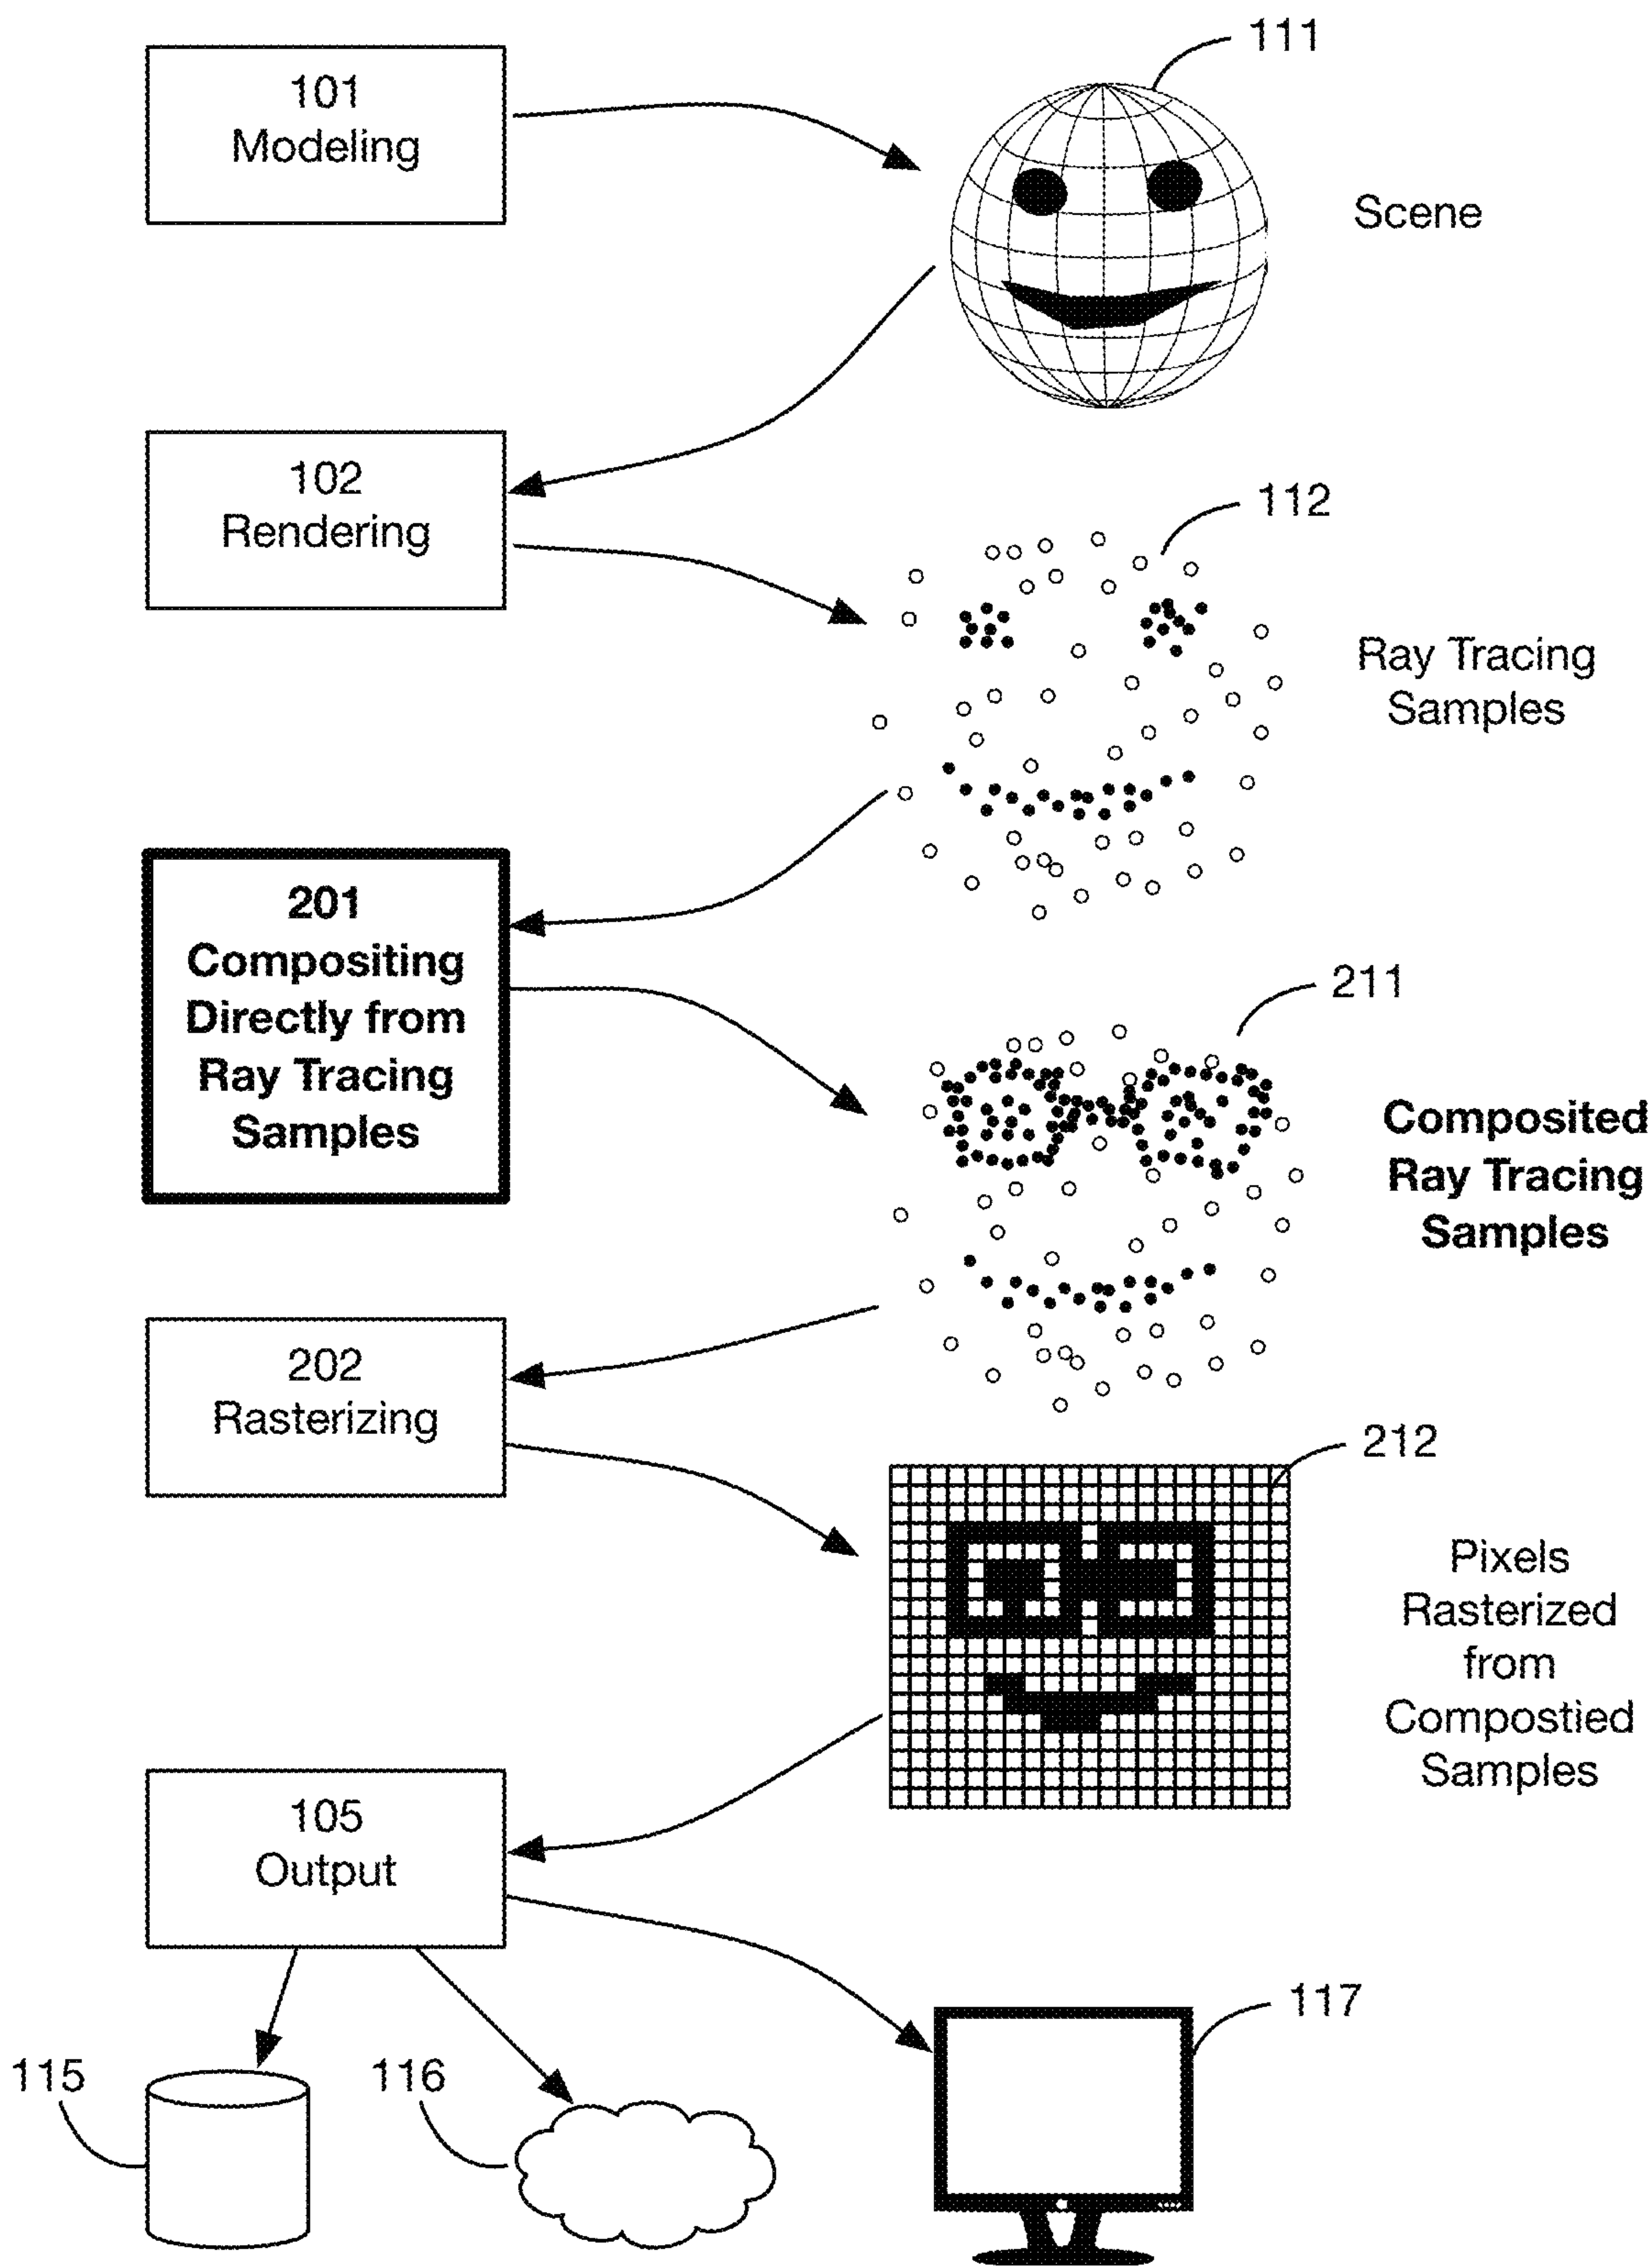 111
101
Modeling
Scene
102
Rendering
112
Ray Tracing
Samples
201
Compositing
Directly from
Ray Tracing
Samples
211
Composited
Ray Tracing
Samples
202
Rasterizing
212
Pixels
Rasterized
from
Compostied
Samples
105
Output
117
115
116